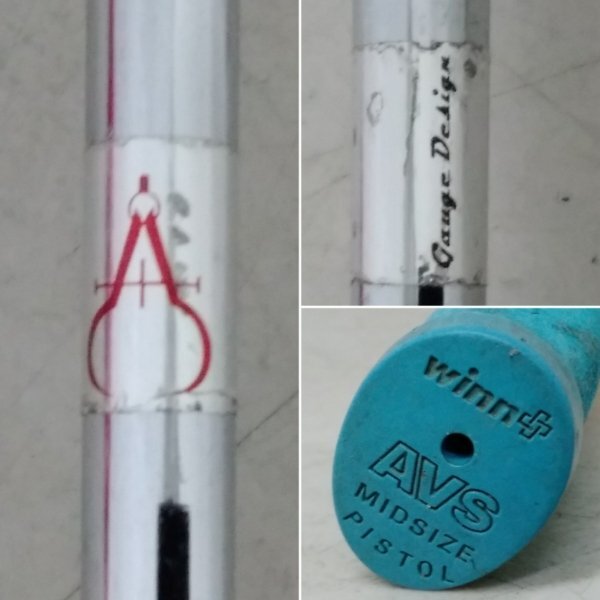 Gauge Design
winn
AVS
MIDSIZE
PISTOL